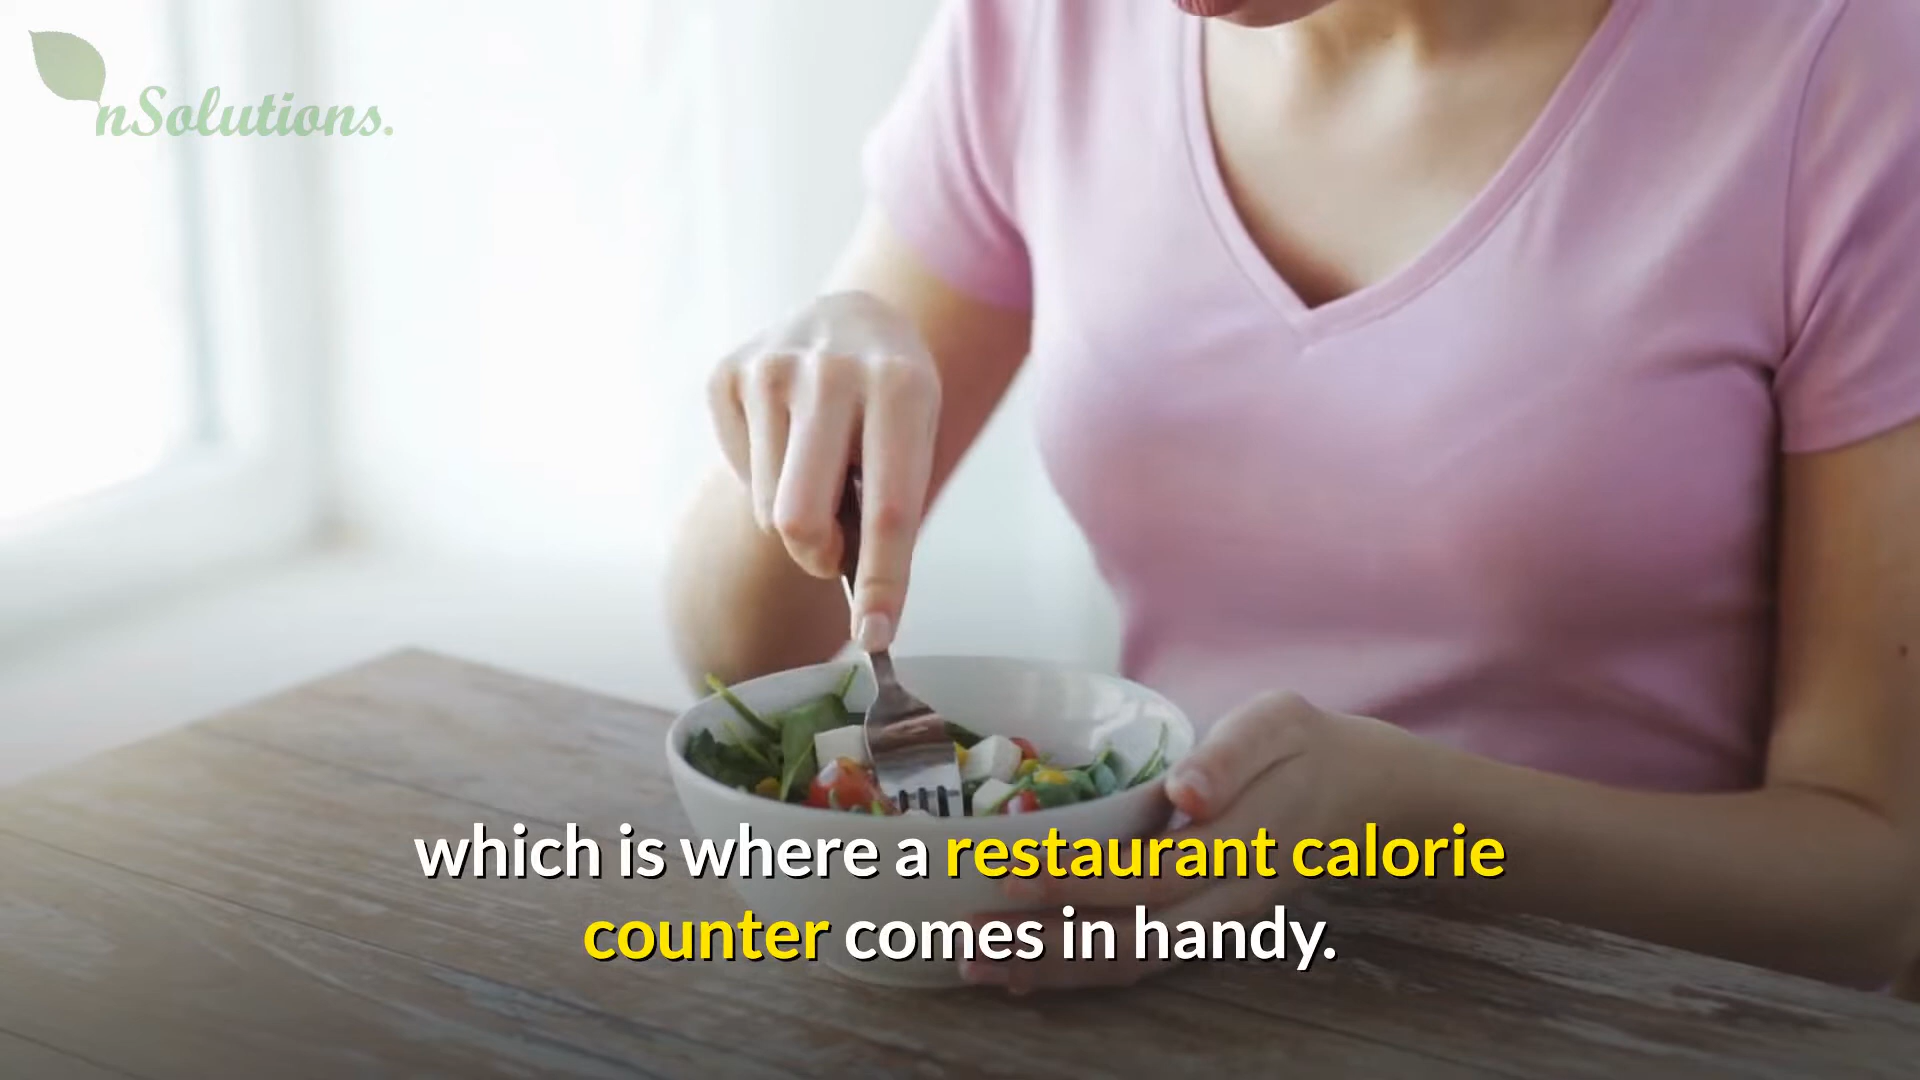 nSolutions.
which is where a restaurant calorie
counter comes in handy.